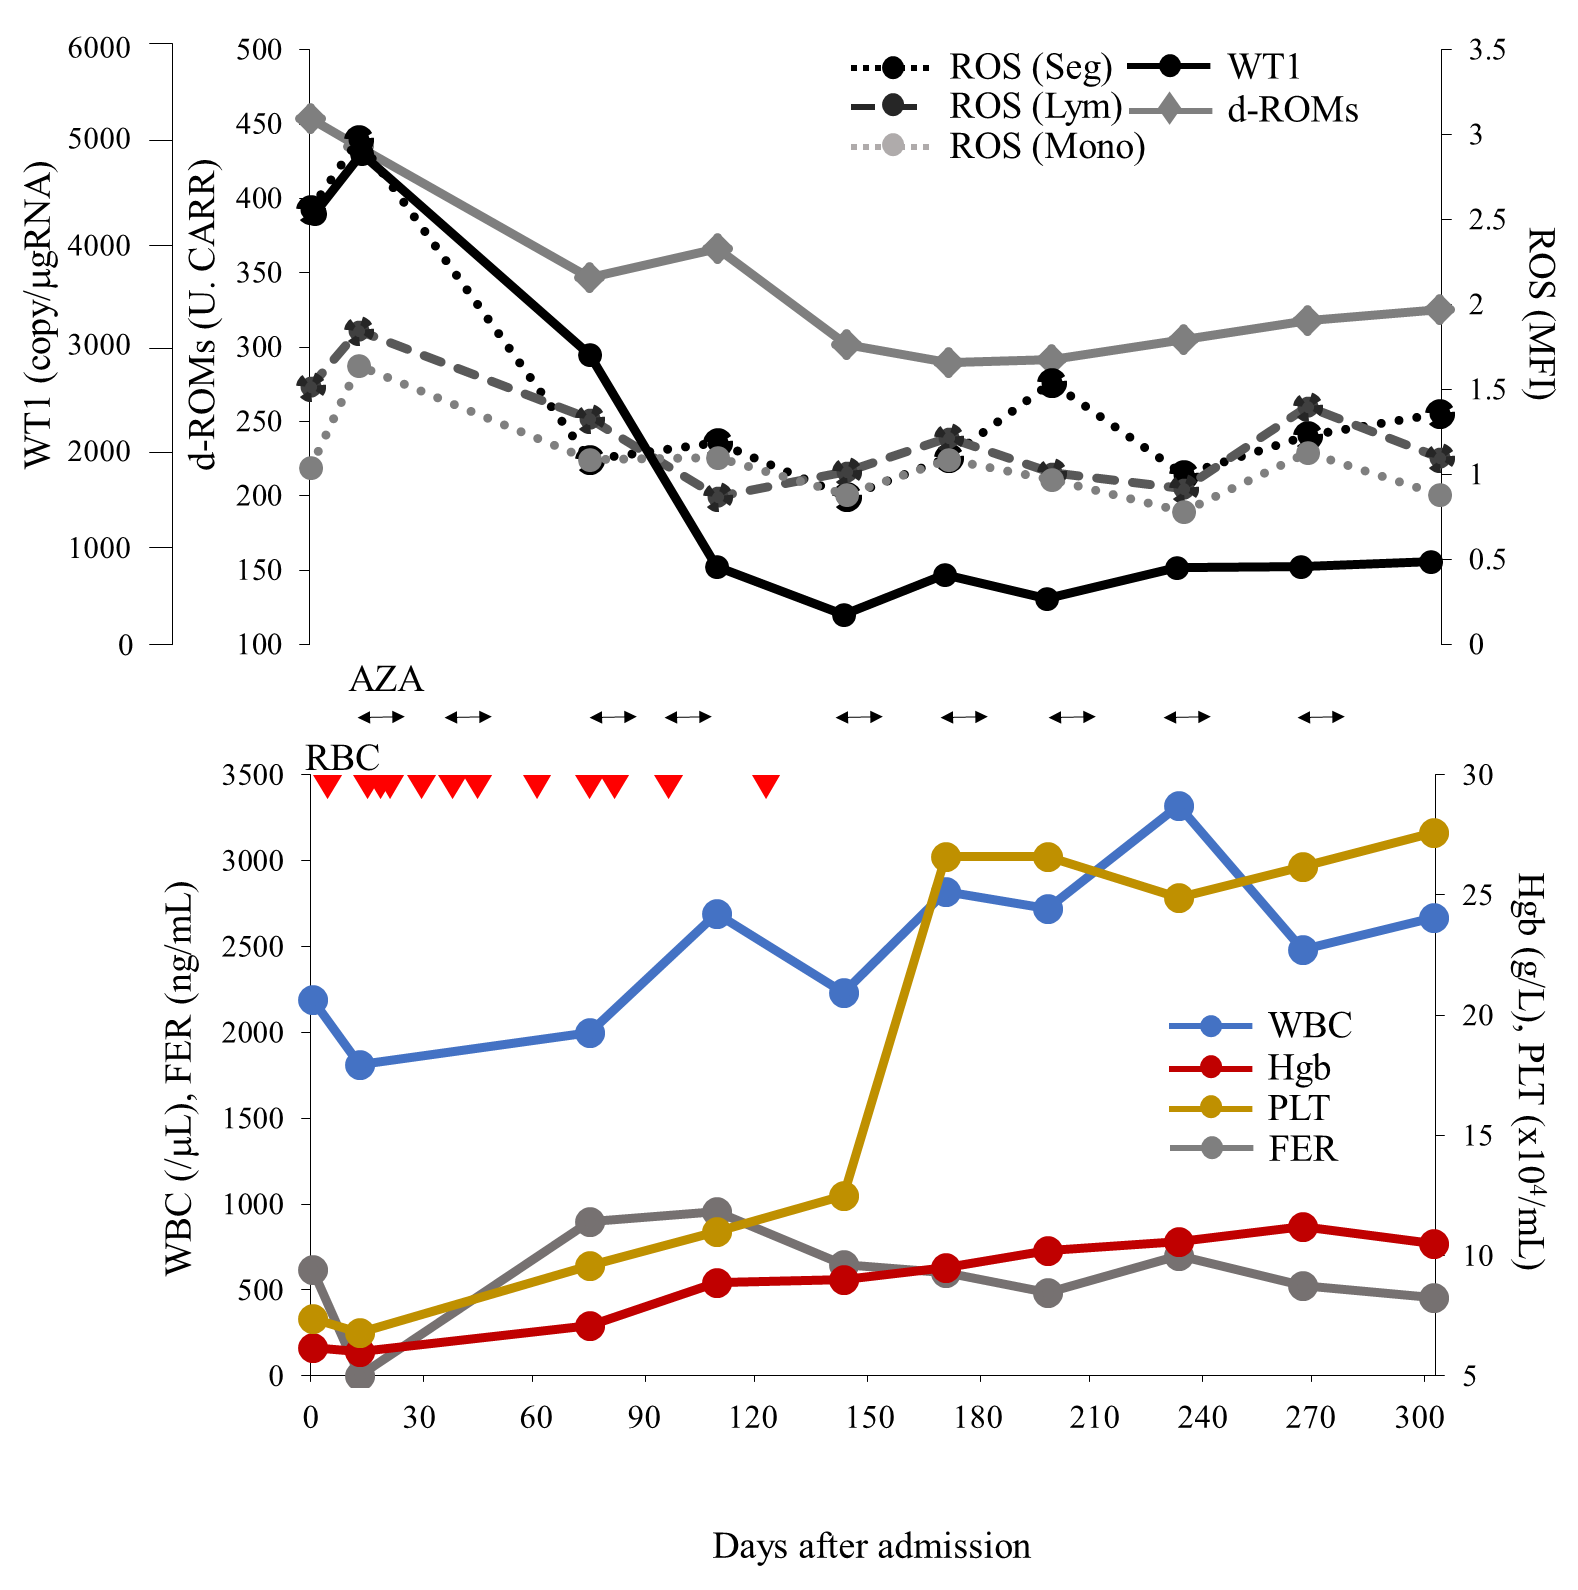 WT1 (copy/μgRNA)
6000
5000
4000
3000
2000
1000
0
d-ROMs (U. CARR)
500
450
400
350
300
250
200
150
100
ROS (Seg)
WT1
ROS (Lym)
d-ROMs
ROS (Mono)
3.5
3
2.5
2
1.5
1
0.5
0
ROS (MFI)
AZA
RBC
WBC (/μL), FER (ng/mL)
3500
3000
2500
2000
1500
1000
500
0
WBC
Hgb
PLT
FER
30
25
20
15
10
5
Hgb (g/L), PLT (x10⁴/mL)
0 30 60 90 120 150 180 210 240 270 300
Days after admission